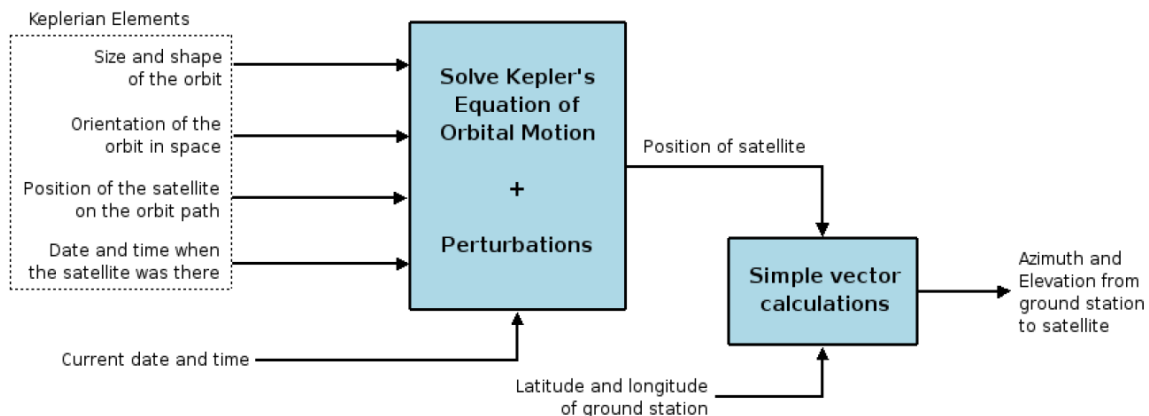 Keplerian Elements
Size and shape
of the orbit
Orientation of the
orbit in space
Position of the satellite
on the orbit path
Date and time when
the satellite was there
Solve Kepler's
Equation of
Orbital Motion
+
Perturbations
Current date and time
Position of satellite
Simple vector
calculations
Latitude and longitude
of ground station
Azimuth and
Elevation from
ground station
to satellite